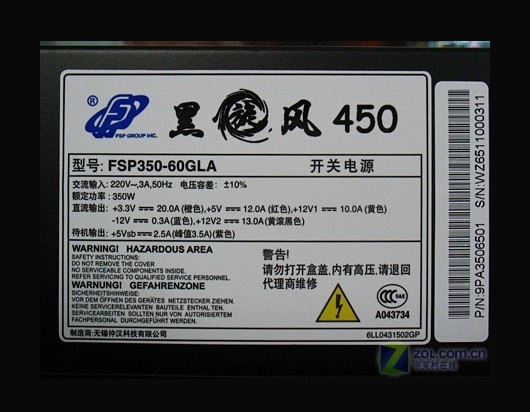 ® FSP
FSP GROUP INC.
黑旋风 450
型号: FSP350-60GLA 开关电源
交流输入: 220V~,3A,50Hz 电压容差: ±10%
额定功率: 350W
直流输出: +3.3V ⎓ 20.0A (橙色), +5V ⎓ 12.0A (红色), +12V1 ⎓ 10.0A (黄色)
-12V ⎓ 0.3A(蓝色), +12V2 ⎓ 13.0A (黄滚黑色)
待机输出: +5Vsb ⎓ 2.5A(峰值3.5A)(紫色)
WARNING! HAZARDOUS AREA
SAFETY INSTRUCTIONS:
DO NOT REMOVE THE COVER.
NO SERVICEABLE COMPONENTS INSIDE.
REFER TO QUALIFIED SERVICE PERSONNEL.
WARNUNG! GEFAHRENZONE
SICHERHEITSHINWEISE:
VOR DEM ÖFFNEN DES GERÄTES, NETZSTECKER ZIEHEN.
KEINE ZU WARTENDEN TEILE ENTHALTEN.
SERVICEARBEITEN SOLLEN NUR VON AUTORISIERTEM
FACHPERSONAL DURCHGEFÜHRT WERDEN.
警告!
请勿打开盒盖,内有高压,请退回
代理商维修
CCC S&E
A043734
制造商:无锡仲汉科技有限公司
6LL0431502GP
P/N:9PA3506501 S/N:WZ6511000311
ZOL.COM.CN
中关村在线